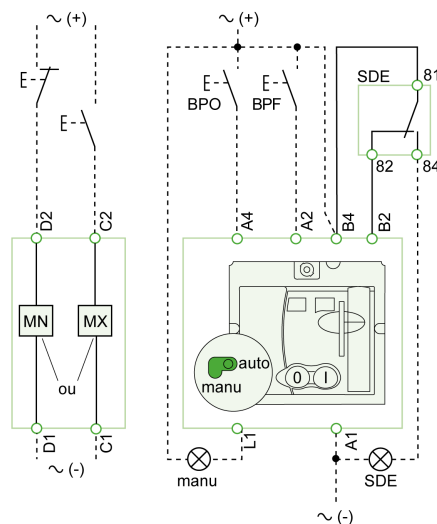 ~ (+)
~ (+)
81
SDE
BPO
BPF
82
84
D2
C2
A4
A2
B4
B2
MN
MX
ou
auto
manu
0
I
D1
C1
L1
A1
~ (-)
manu
SDE
~ (-)